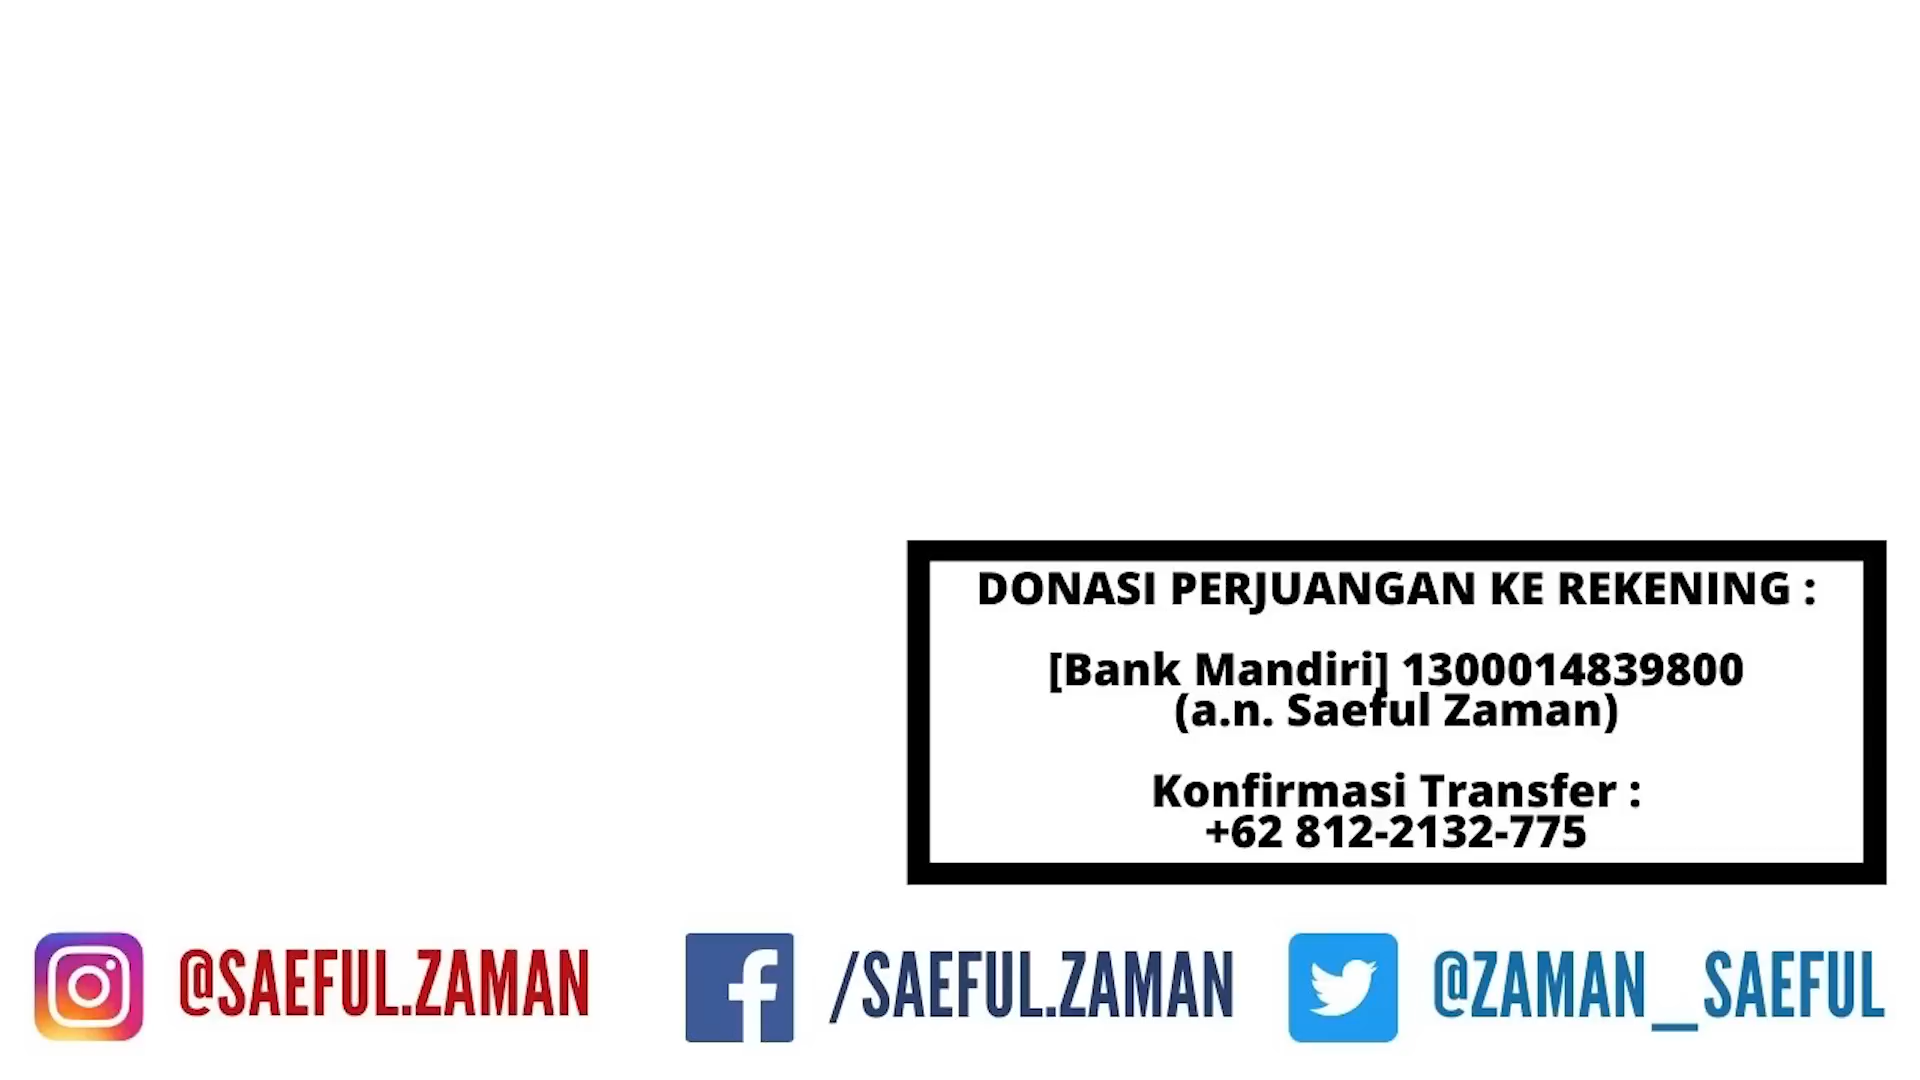 DONASI PERJUANGAN KE REKENING :
[Bank Mandiri] 1300014839800
(a.n. Saeful Zaman)
Konfirmasi Transfer :
+62 812-2132-775
@SAEFUL.ZAMAN
/SAEFUL.ZAMAN
@ZAMAN_SAEFUL